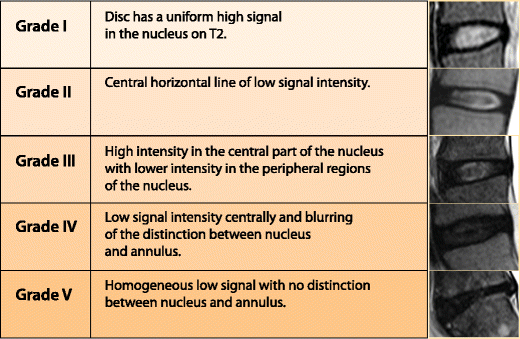 Grade I
Disc has a uniform high signal
in the nucleus on T2.
Grade II
Central horizontal line of low signal intensity.
Grade III
High intensity in the central part of the nucleus
with lower intensity in the peripheral regions
of the nucleus.
Grade IV
Low signal intensity centrally and blurring
of the distinction between nucleus
and annulus.
Grade V
Homogeneous low signal with no distinction
between nucleus and annulus.